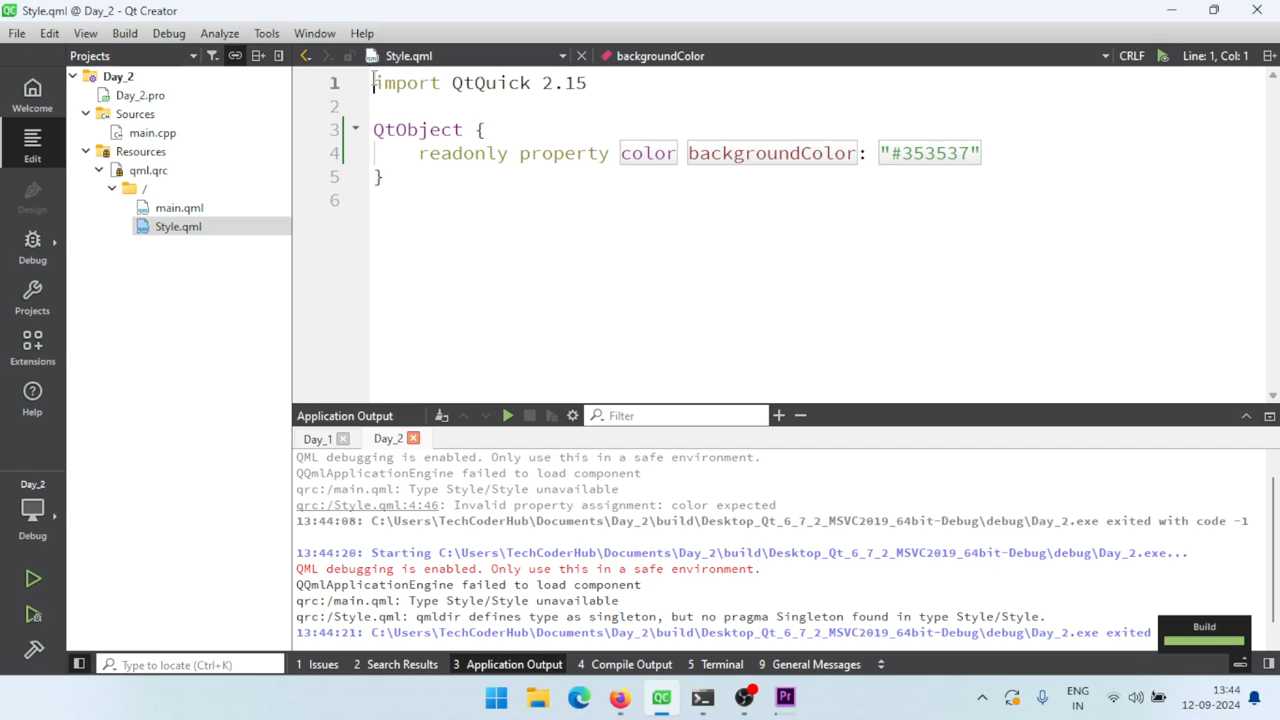 Style.qml @ Day_2 - Qt Creator
File Edit View Build Debug Analyze Tools Window Help
Projects Style.qml backgroundColor CRLF Line: 1, Col: 1
Welcome
Edit
Design
Debug
Projects
Extensions
Help
Day_2
Debug
Day_2
Day_2.pro
Sources
main.cpp
Resources
qml.qrc
/
main.qml
Style.qml
1 import QtQuick 2.15
2
3 QtObject {
4 readonly property color backgroundColor: "#353537"
5 }
6
Application Output Filter
Day_1 Day_2
QML debugging is enabled. Only use this in a safe environment.
QQmlApplicationEngine failed to load component
qrc:/main.qml: Type Style/Style unavailable
qrc:/Style.qml:4:46: Invalid property assignment: color expected
13:44:08: C:\Users\TechCoderHub\Documents\Day_2\build\Desktop_Qt_6_7_2_MSVC2019_64bit-Debug\debug\Day_2.exe exited with code -1
13:44:20: Starting C:\Users\TechCoderHub\Documents\Day_2\build\Desktop_Qt_6_7_2_MSVC2019_64bit-Debug\debug\Day_2.exe...
QML debugging is enabled. Only use this in a safe environment.
QQmlApplicationEngine failed to load component
qrc:/main.qml: Type Style/Style unavailable
qrc:/Style.qml: qmldir defines type as singleton, but no pragma Singleton found in type Style/Style.
13:44:21: C:\Users\TechCoderHub\Documents\Day_2\build\Desktop_Qt_6_7_2_MSVC2019_64bit-Debug\debug\Day_2.exe exited
Build
Type to locate (Ctrl+K) 1 Issues 2 Search Results 3 Application Output 4 Compile Output 5 Terminal 9 General Messages
ENG
IN
13:44
12-09-2024